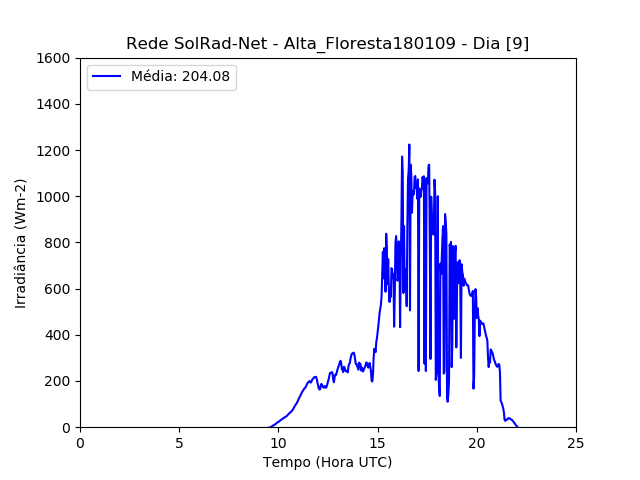 Rede SolRad-Net - Alta_Floresta180109 - Dia [9]
Média: 204.08
1600
1400
1200
1000
800
600
400
200
0
Irradiância (Wm-2)
0 5 10 15 20 25
Tempo (Hora UTC)